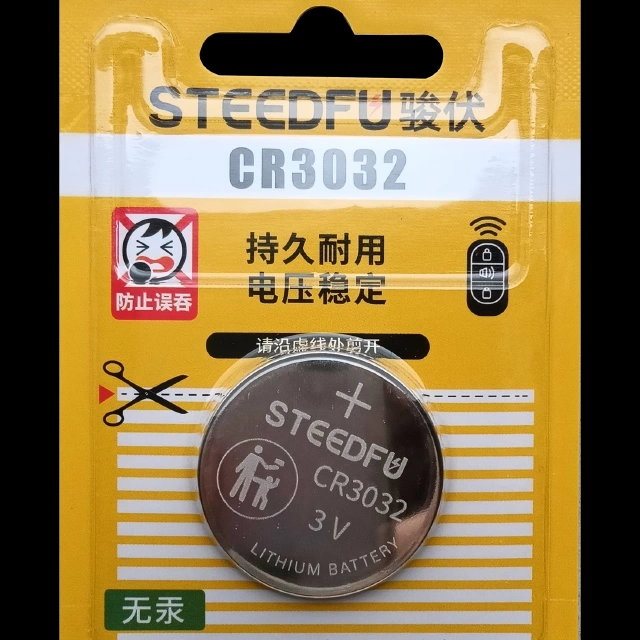 STEEDFU骏伏
CR3032
持久耐用
电压稳定
防止误吞
请沿虚线处剪开
+
STEEDFU
CR3032
3V
LITHIUM BATTERY
无汞